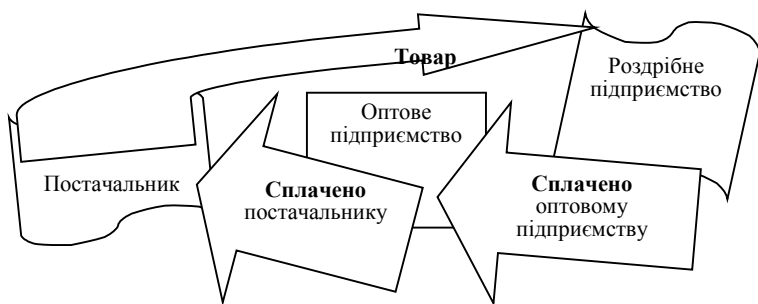 Товар
Роздрібне
підприємство
Оптове
підприємство
Постачальник
Сплачено
постачальнику
Сплачено
оптовому
підприємству